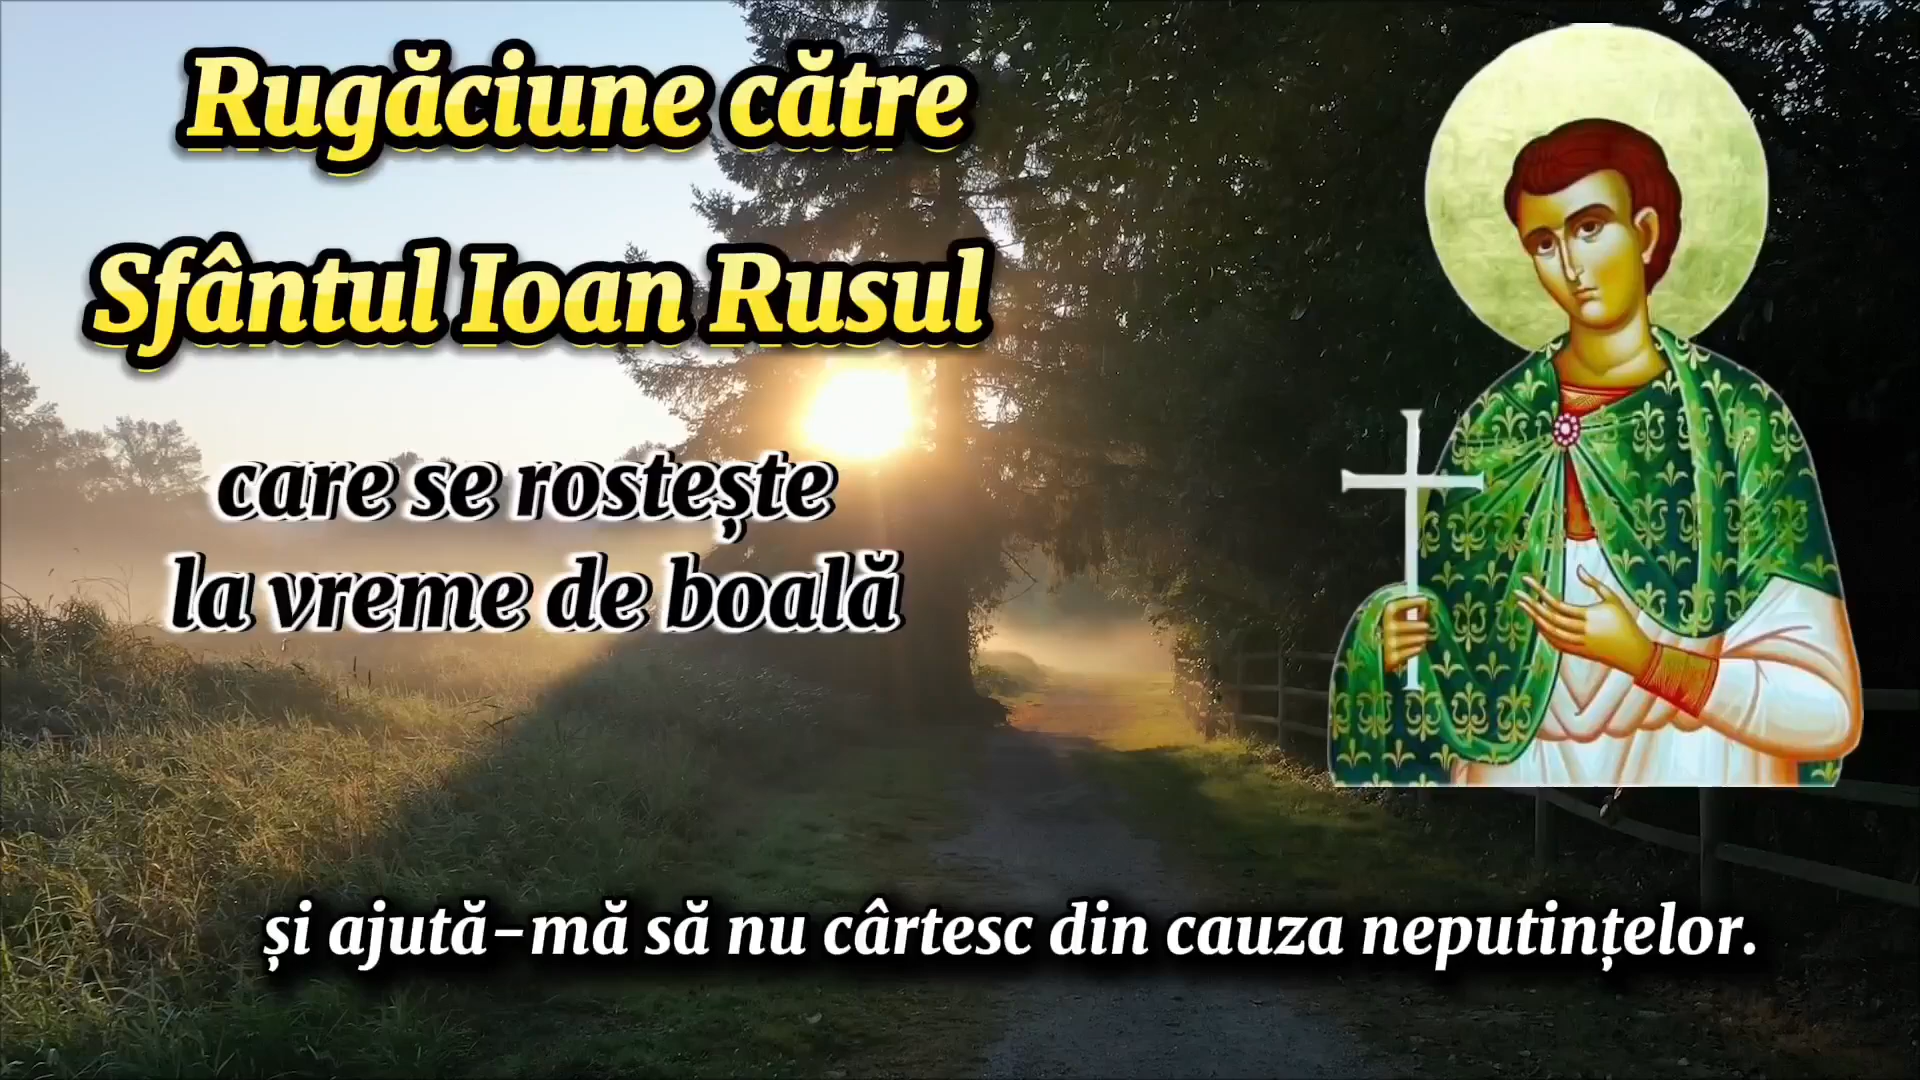 Rugăciune către
Sfântul Ioan Rusul
care se rostește
la vreme de boală
și ajută-mă să nu cârtesc din cauza neputințelor.